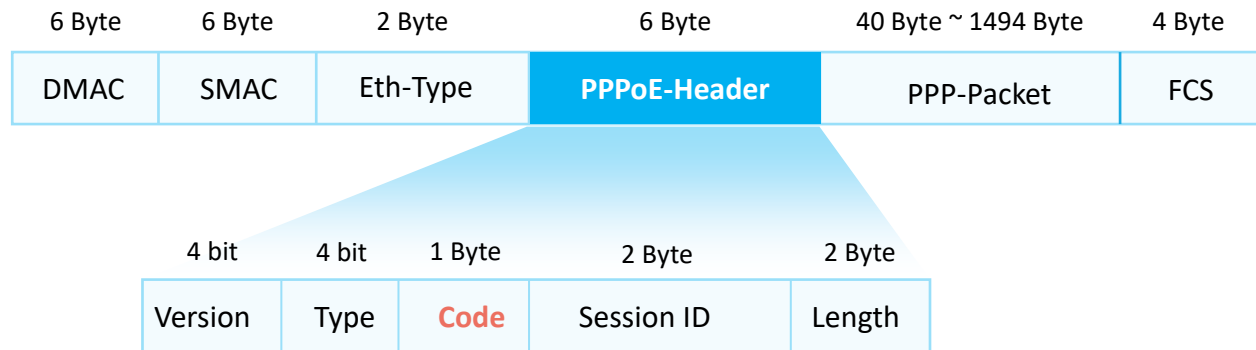 6 Byte 6 Byte 2 Byte 6 Byte 40 Byte ~ 1494 Byte 4 Byte
DMAC SMAC Eth-Type PPPoE-Header PPP-Packet FCS
4 bit 4 bit 1 Byte 2 Byte 2 Byte
Version Type Code Session ID Length